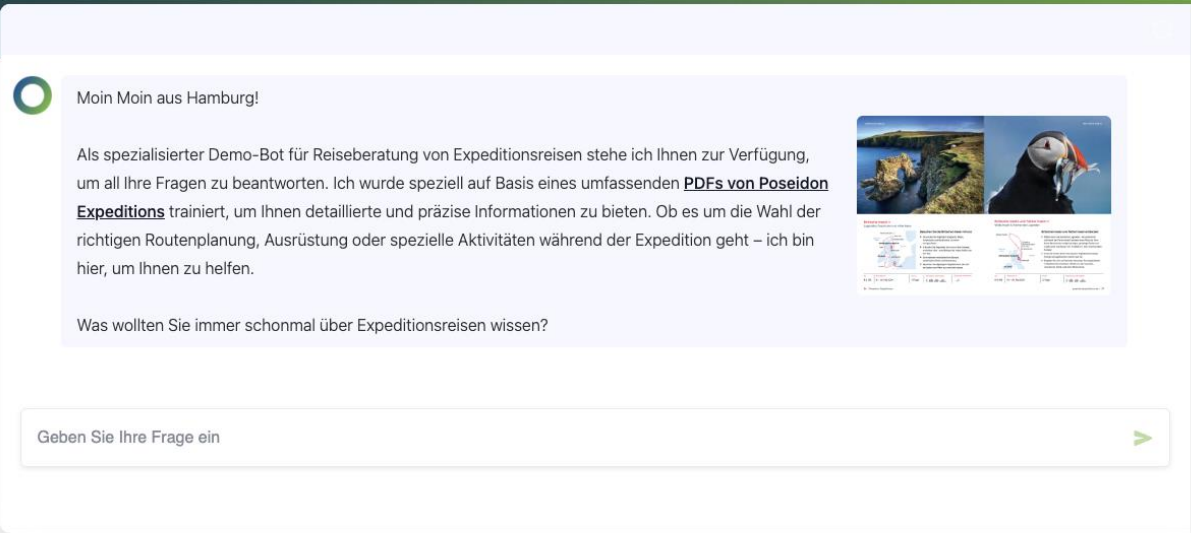 Moin Moin aus Hamburg!
Als spezialisierter Demo-Bot für Reiseberatung von Expeditionsreisen stehe ich Ihnen zur Verfügung,
um all Ihre Fragen zu beantworten. Ich wurde speziell auf Basis eines umfassenden PDFs von Poseidon
Expeditions trainiert, um Ihnen detaillierte und präzise Informationen zu bieten. Ob es um die Wahl der
richtigen Routenplanung, Ausrüstung oder spezielle Aktivitäten während der Expedition geht – ich bin
hier, um Ihnen zu helfen.
Was wollten Sie immer schonmal über Expeditionsreisen wissen?
Geben Sie Ihre Frage ein